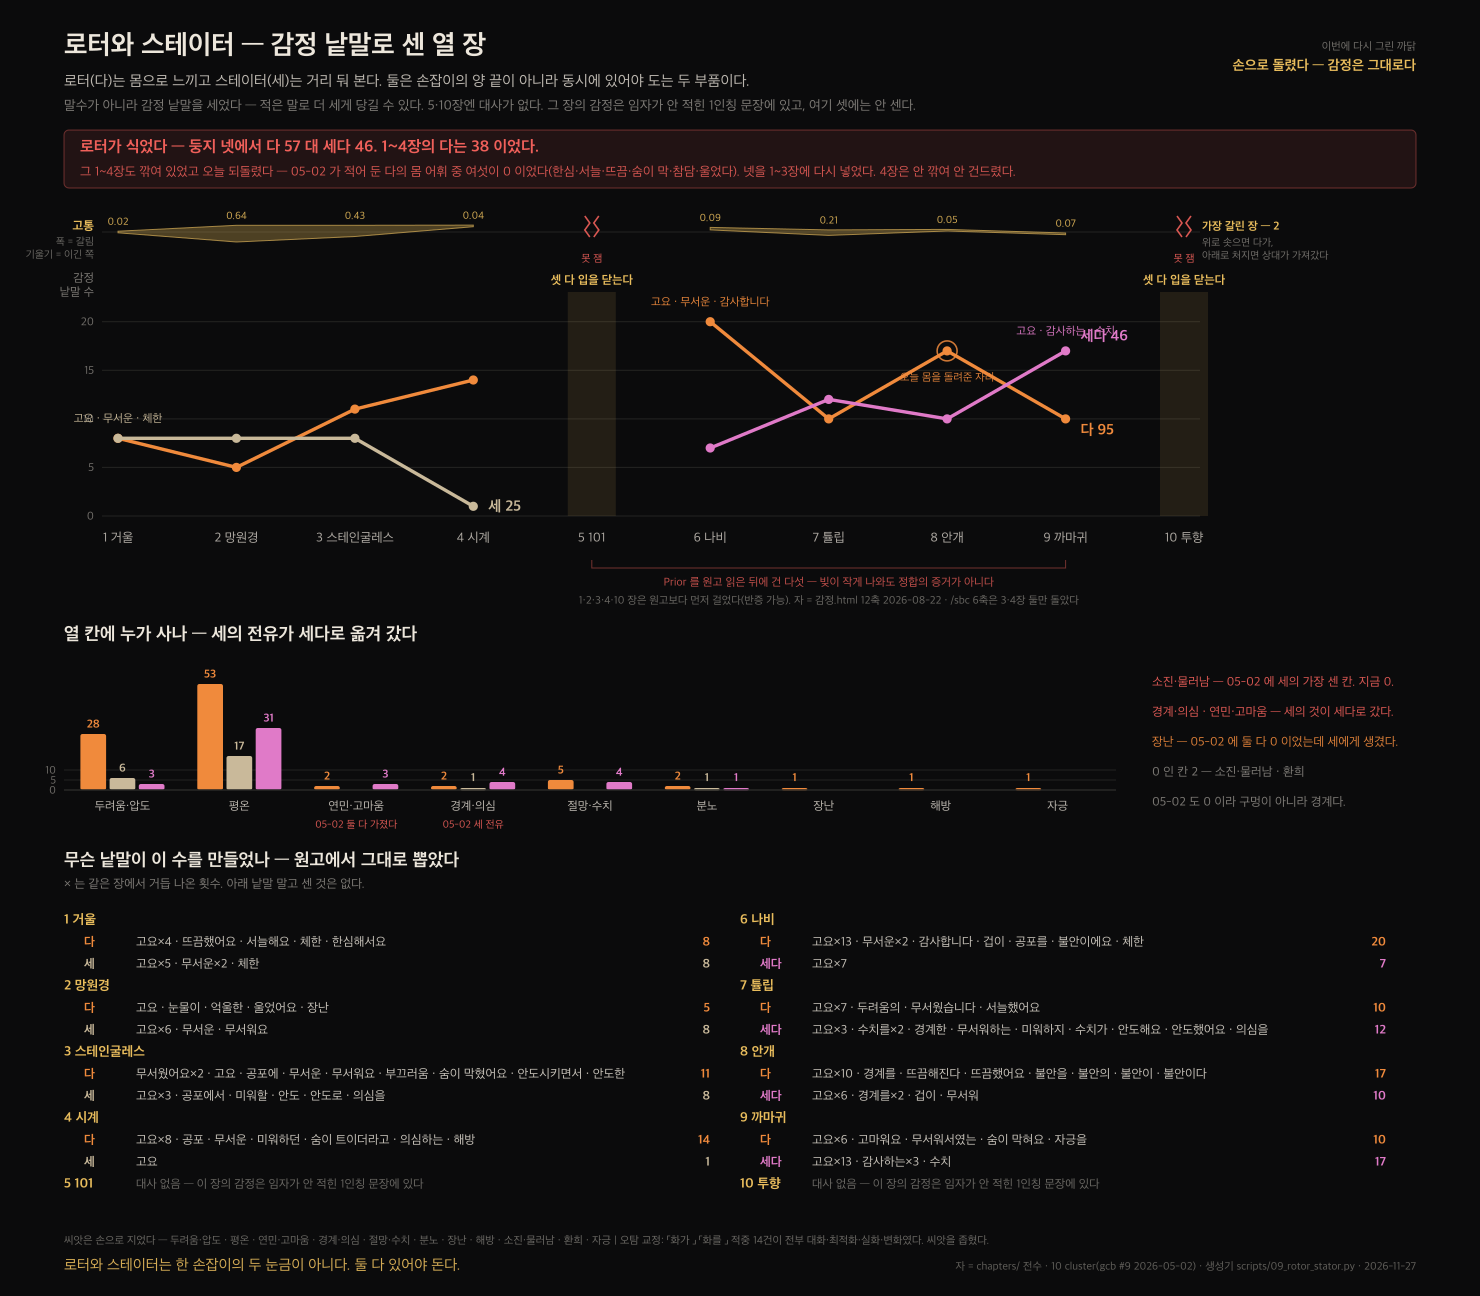 로터와 스테이터 — 감정 낱말로 센 열 장
로터(다)는 몸으로 느끼고 스테이터(세)는 거리 둬 본다. 둘은 손잡이의 양 끝이 아니라 동시에 있어야 도는 두 부품이다.
말수가 아니라 감정 낱말을 세었다 — 적은 말로 더 세게 당길 수 있다. 5·10장엔 대사가 없다. 그 장의 감정은 임자가 안 적힌 1인칭 문장에 있고, 여기 셋에는 안 센다.
이번에 다시 그린 까닭
손으로 돌렸다 — 감정은 그대로다
로터가 식었다 — 둥지 넷에서 다 57 대 세다 46. 1~4장의 다는 38 이었다.
그 1~4장도 깎여 있었고 오늘 되돌렸다 — 05-02 가 적어 둔 다의 몸 어휘 중 여섯이 0 이었다(한심·서늘·뜨끔·숨이 막·참담·울었다). 넷을 1~3장에 다시 넣었다. 4장은 안 깎여 안 건드렸다.
고통
폭 = 갈림
기울기 = 이긴 쪽
0.02
0.64
0.43
0.04
못 잼
0.09
0.21
0.05
0.07
못 잼
가장 갈린 장 — 2
위로 솟으면 다가,
아래로 처지면 상대가 가져갔다
감정
낱말 수
셋 다 입을 닫는다
셋 다 입을 닫는다
20
15
10
5
0
고요 · 무서운 · 체한
고요 · 무서운 · 감사합니다
오늘 몸을 돌려준 자리
고요 · 감사하는 · 수치
세다 46
다 95
세 25
1 거울
2 망원경
3 스테인굴레스
4 시계
5 101
6 나비
7 튤립
8 안개
9 까마귀
10 투향
Prior 를 원고 읽은 뒤에 건 다섯 — 빚이 작게 나와도 정합의 증거가 아니다
1·2·3·4·10 장은 원고보다 먼저 걸었다(반증 가능). 자 = 감정.html 12축 2026-08-22 · /sbc 6축은 3·4장 둘만 돌았다
열 칸에 누가 사나 — 세의 전유가 세다로 옮겨 갔다
10
5
0
28
6
3
53
17
31
2
3
2
1
4
5
4
2
1
1
1
1
1
두려움·압도
평온
연민·고마움
경계·의심
절망·수치
분노
장난
해방
자긍
05-02 둘 다 가졌다
05-02 세 전유
소진·물러남 — 05-02 에 세의 가장 센 칸. 지금 0.
경계·의심 · 연민·고마움 — 세의 것이 세다로 갔다.
장난 — 05-02 에 둘 다 0 이었는데 세에게 생겼다.
0 인 칸 2 — 소진·물러남 · 환희
05-02 도 0 이라 구멍이 아니라 경계다.
무슨 낱말이 이 수를 만들었나 — 원고에서 그대로 뽑았다
× 는 같은 장에서 거듭 나온 횟수. 아래 낱말 말고 센 것은 없다.
1 거울
다 고요×4 · 뜨끔했어요 · 서늘해요 · 체한 · 한심해서요 8
세 고요×5 · 무서운×2 · 체한 8
2 망원경
다 고요 · 눈물이 · 억울한 · 울었어요 · 장난 5
세 고요×6 · 무서운 · 무서워요 8
3 스테인굴레스
다 무서웠어요×2 · 고요 · 공포에 · 무서운 · 무서워요 · 부끄러움 · 숨이 막혔어요 · 안도시키면서 · 안도한 11
세 고요×3 · 공포에서 · 미워할 · 안도 · 안도로 · 의심을 8
4 시계
다 고요×8 · 공포 · 무서운 · 미워하던 · 숨이 트이더라고 · 의심하는 · 해방 14
세 고요 1
5 101 대사 없음 — 이 장의 감정은 임자가 안 적힌 1인칭 문장에 있다
6 나비
다 고요×13 · 무서운×2 · 감사합니다 · 겁이 · 공포를 · 불안이에요 · 체한 20
세다 고요×7 7
7 튤립
다 고요×7 · 두려움의 · 무서웠습니다 · 서늘했어요 10
세다 고요×3 · 수치를×2 · 경계한 · 무서워하는 · 미워하지 · 수치가 · 안도해요 · 안도했어요 · 의심을 12
8 안개
다 고요×10 · 경계를 · 뜨끔해진다 · 뜨끔했어요 · 불안을 · 불안의 · 불안이 · 불안이다 17
세다 고요×6 · 경계를×2 · 겁이 · 무서워 10
9 까마귀
다 고요×6 · 고마워요 · 무서워서였는 · 숨이 막혀요 · 자긍을 10
세다 고요×13 · 감사하는×3 · 수치 17
10 투향 대사 없음 — 이 장의 감정은 임자가 안 적힌 1인칭 문장에 있다
씨앗은 손으로 지었다 — 두려움·압도 · 평온 · 연민·고마움 · 경계·의심 · 절망·수치 · 분노 · 장난 · 해방 · 소진·물러남 · 환희 · 자긍 | 오탐 교정: 「화가 」「화를 」 적중 14건이 전부 대화·최적화·실화·변화였다. 씨앗을 좁혔다.
로터와 스테이터는 한 손잡이의 두 눈금이 아니다. 둘 다 있어야 돈다.
자 = chapters/ 전수 · 10 cluster(gcb #9 2026-05-02) · 생성기 scripts/09_rotor_stator.py · 2026-11-27